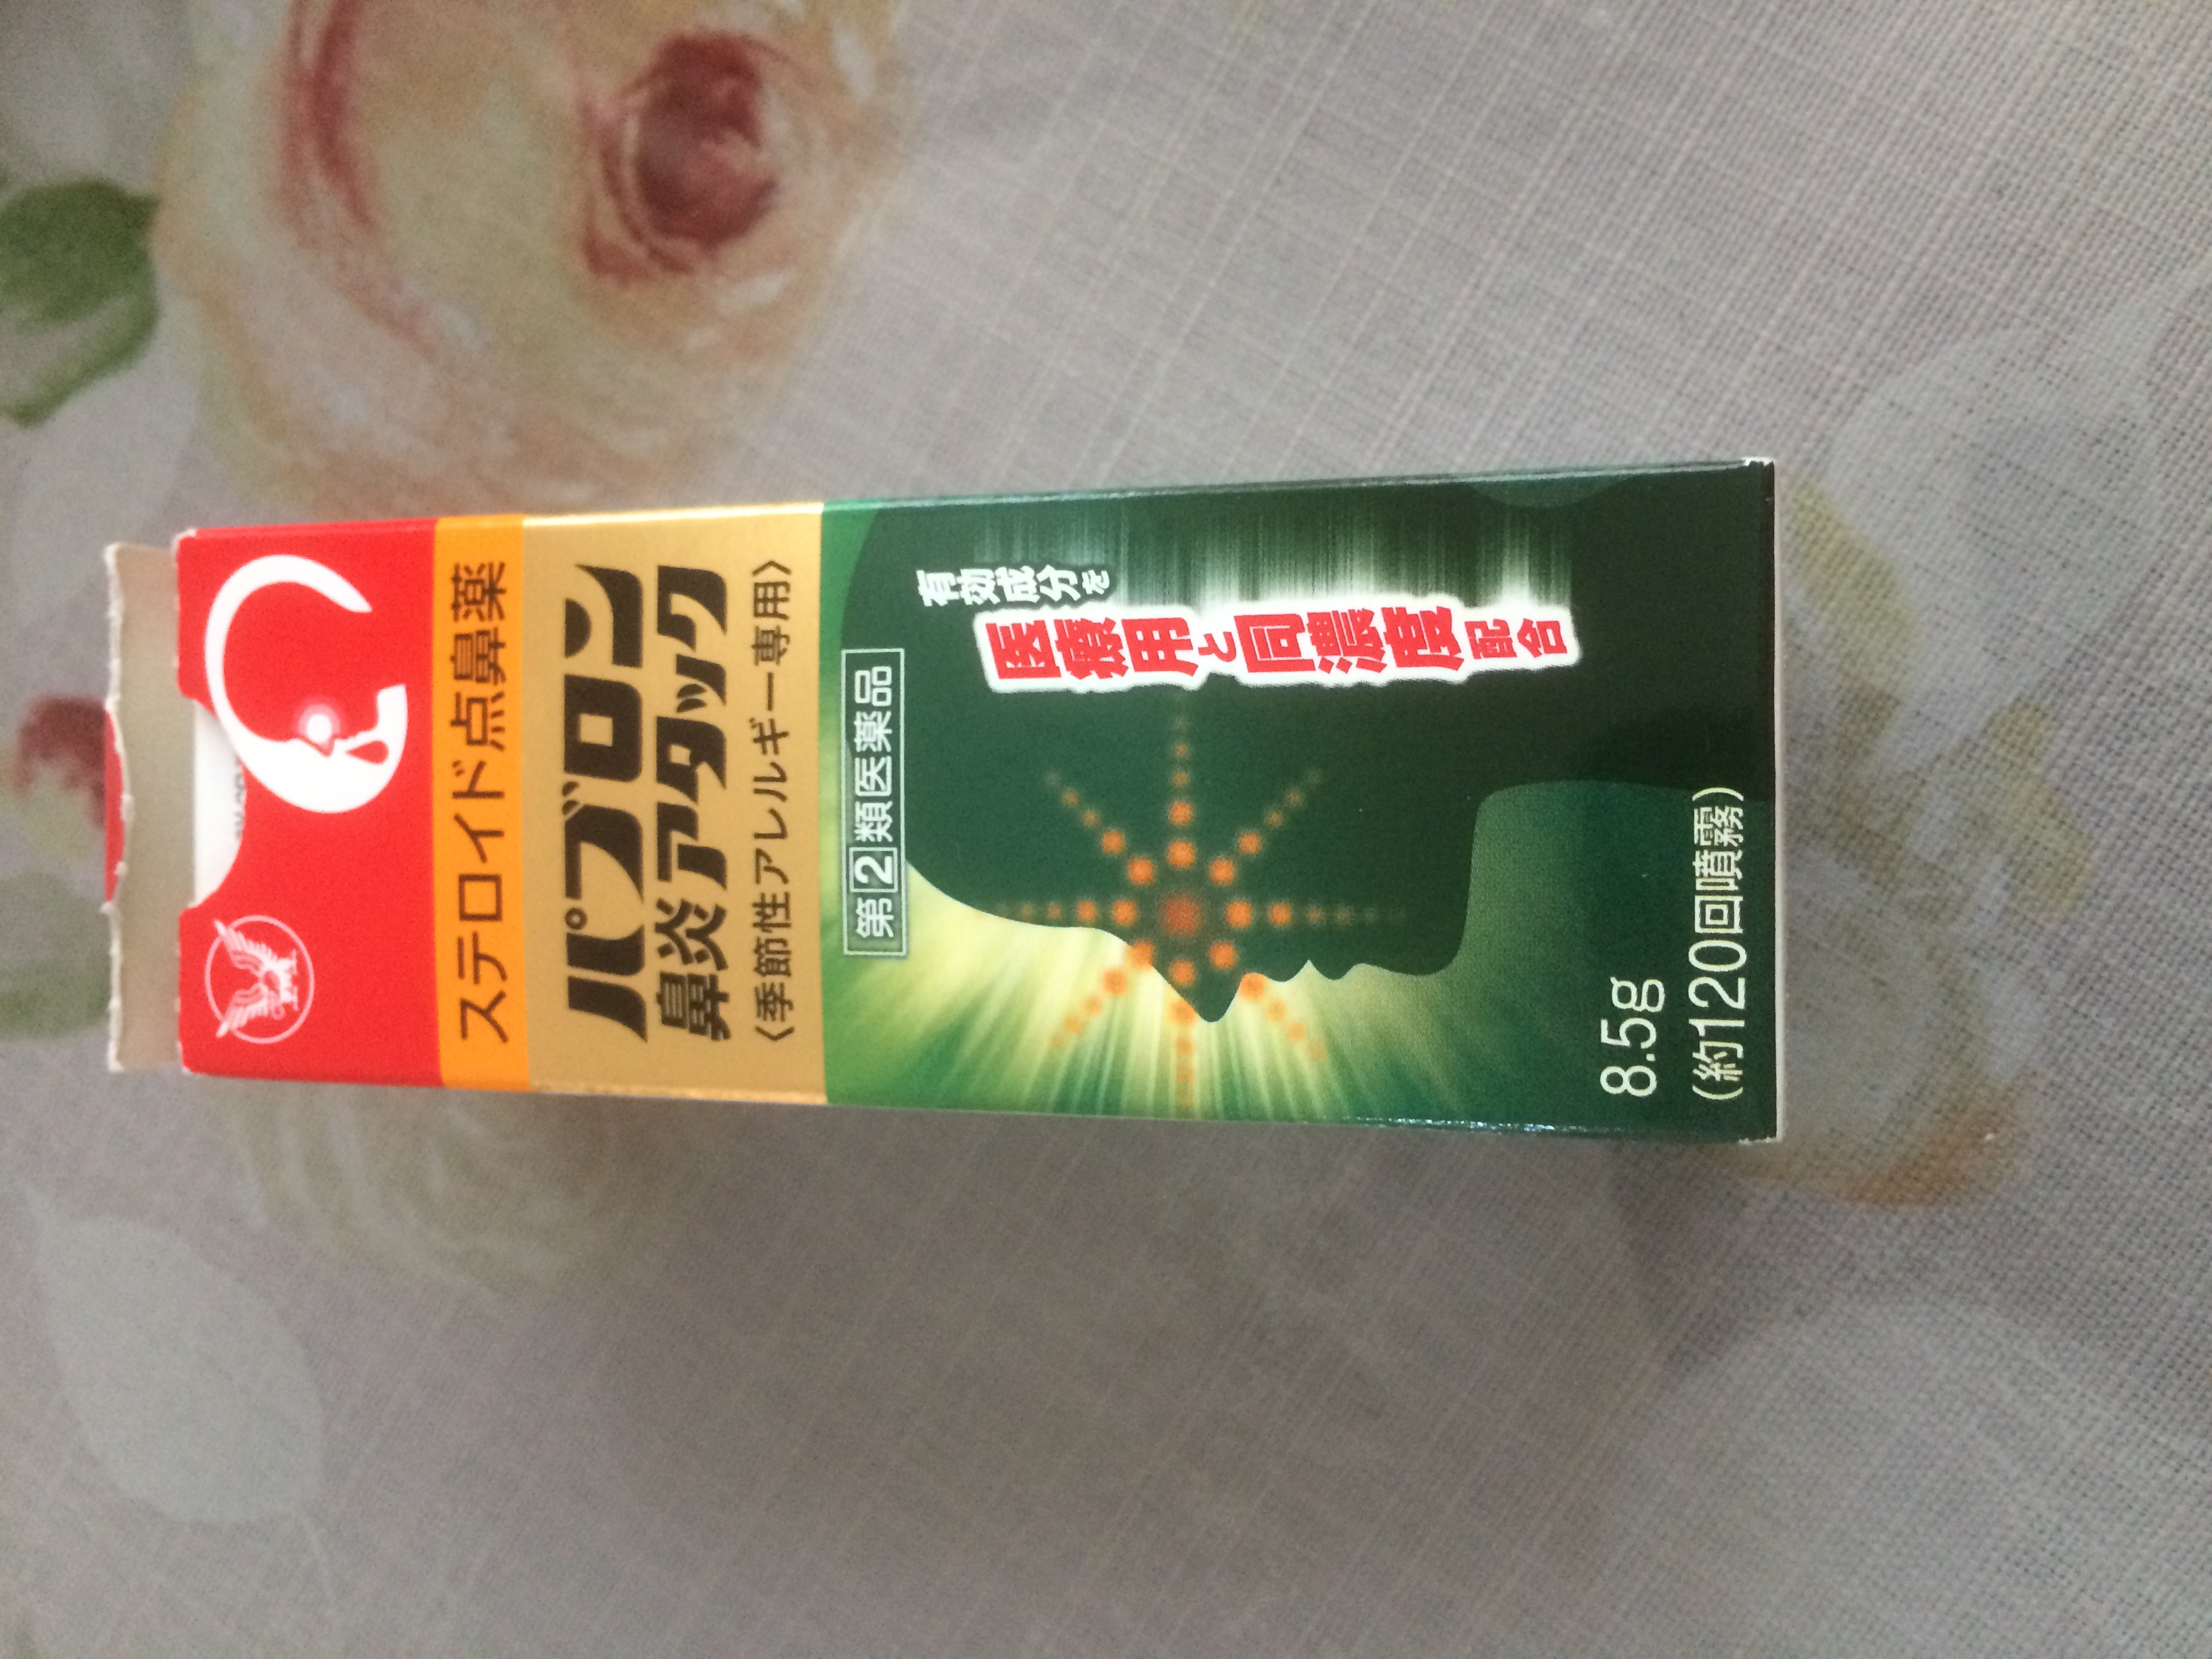 ステロイド点鼻薬
パブロン
鼻炎アタック
〈季節性アレルギー専用〉
第2類医薬品
有効成分を
医療用と同濃度配合
8.5g
(約120回噴霧)